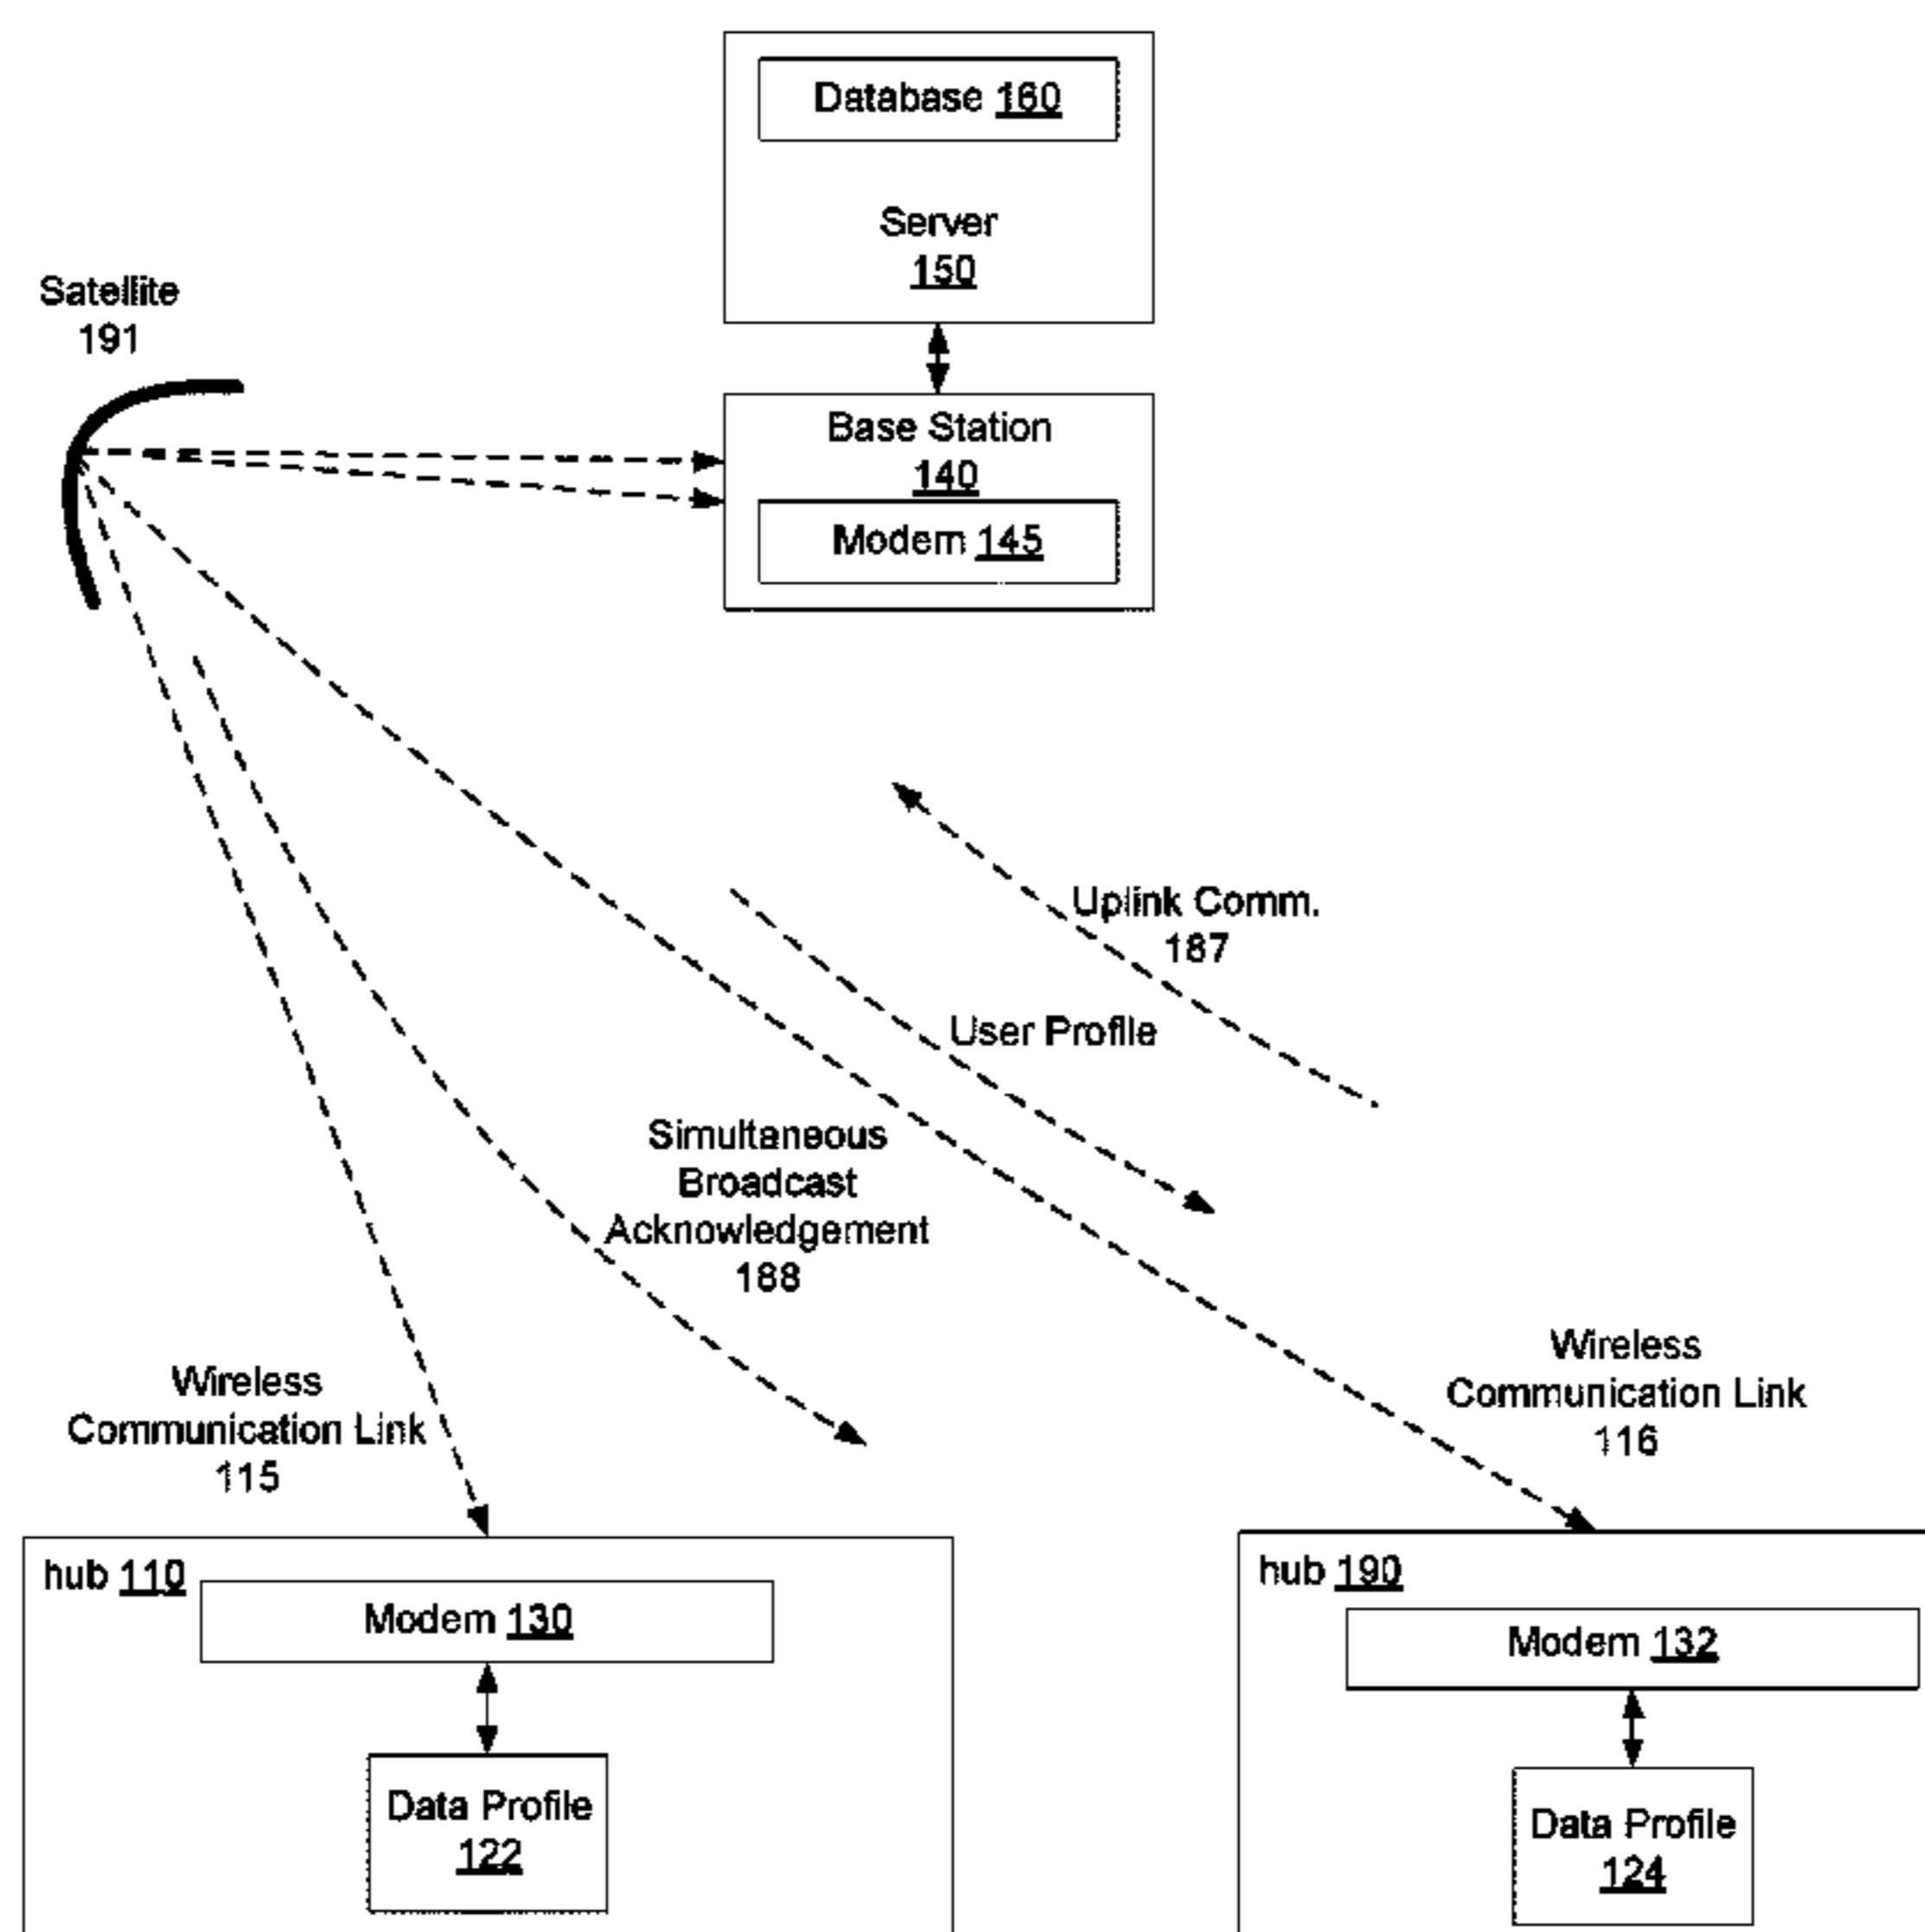 Database 160
Server
150
Satellite
191
Base Station
140
Modem 145
Uplink Comm.
187
User Profile
Simultaneous
Broadcast
Acknowledgement
188
Wireless
Communication Link
115
Wireless
Communication Link
116
hub 110
Modem 130
Data Profile
122
hub 190
Modem 132
Data Profile
124